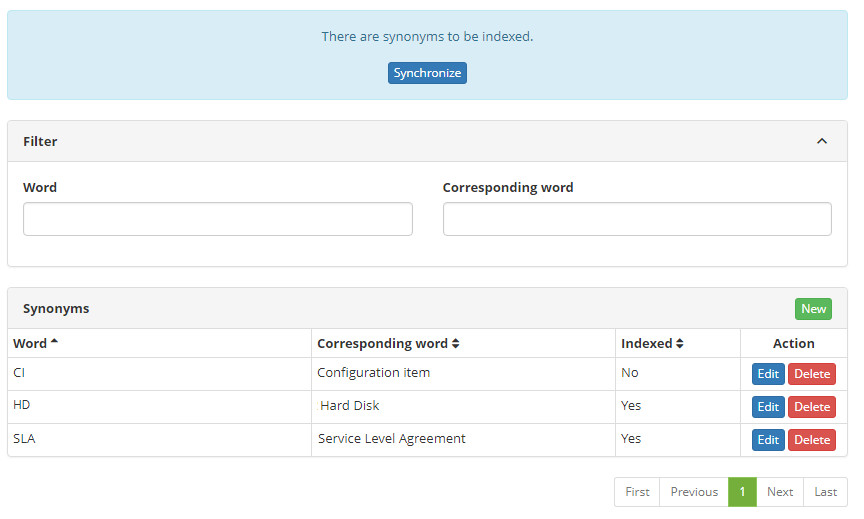 There are synonyms to be indexed.
Synchronize
Filter
Word Corresponding word
Synonyms New
Word Corresponding word Indexed Action
CI Configuration item No Edit Delete
HD Hard Disk Yes Edit Delete
SLA Service Level Agreement Yes Edit Delete
First Previous 1 Next Last